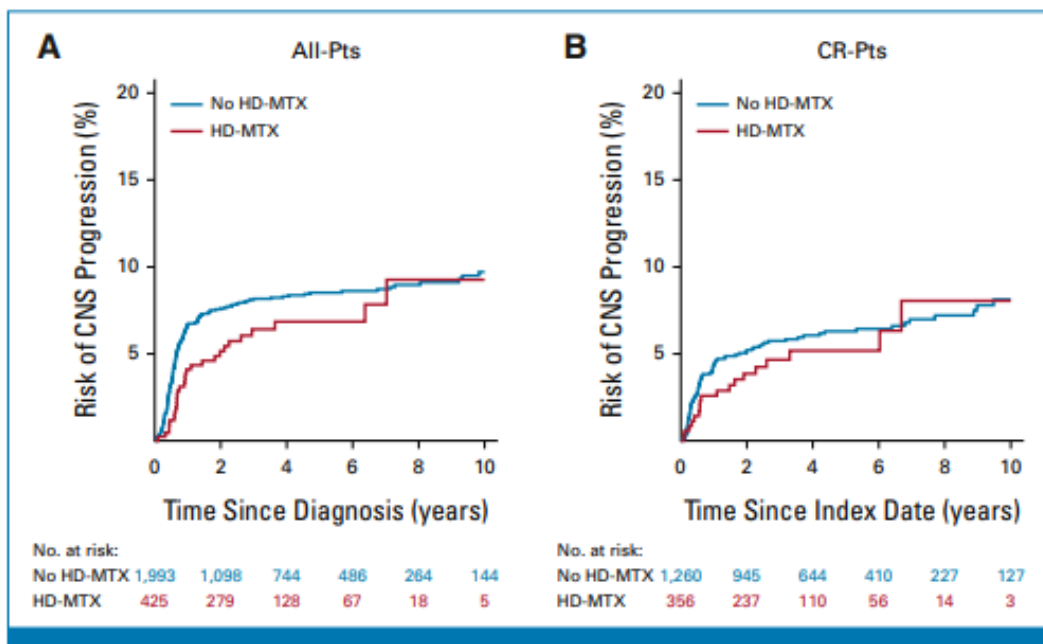 A
All-Pts
Risk of CNS Progression (%)
20
15
10
5
No HD-MTX
HD-MTX
0 2 4 6 8 10
Time Since Diagnosis (years)
No. at risk:
No HD-MTX 1,993 1,098 744 486 264 144
HD-MTX 425 279 128 67 18 5
B
CR-Pts
Risk of CNS Progression (%)
20
15
10
5
No HD-MTX
HD-MTX
0 2 4 6 8 10
Time Since Index Date (years)
No. at risk:
No HD-MTX 1,260 945 644 410 227 127
HD-MTX 356 237 110 56 14 3